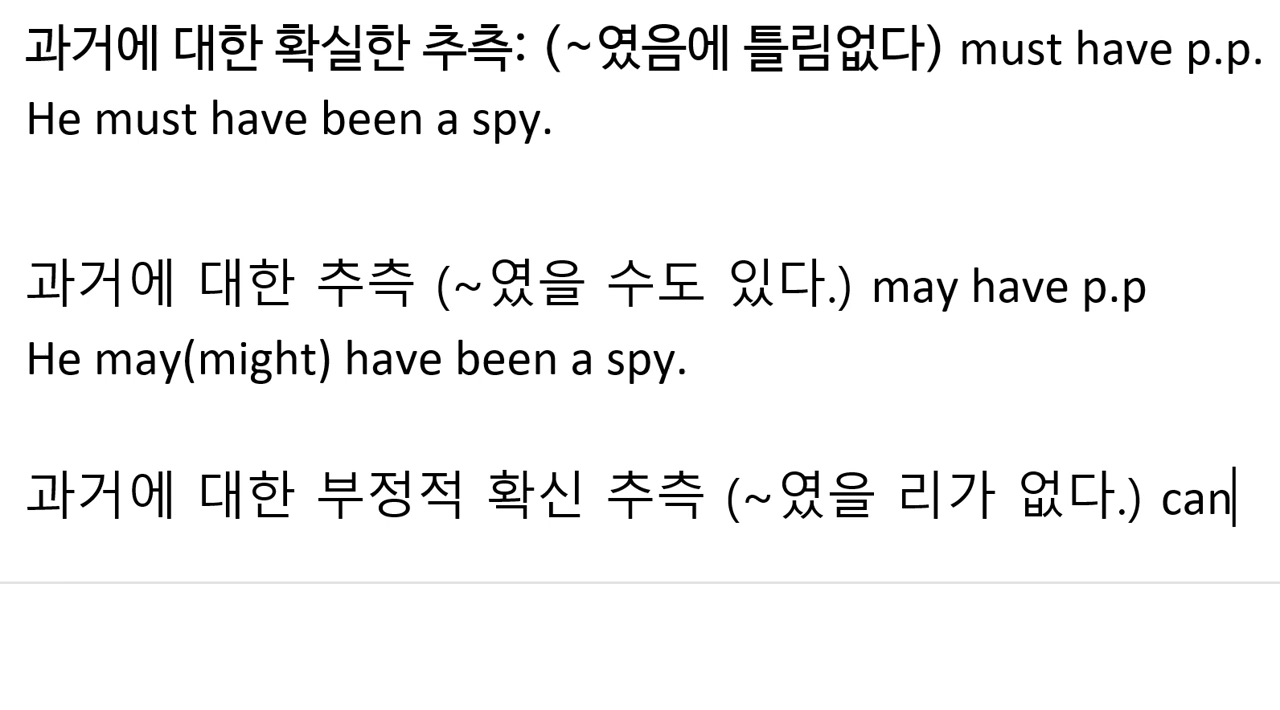 과거에 대한 확실한 추측: (~였음에 틀림없다) must have p.p.
He must have been a spy.
과거에 대한 추측 (~였을 수도 있다.) may have p.p
He may(might) have been a spy.
과거에 대한 부정적 확신 추측 (~였을 리가 없다.) can